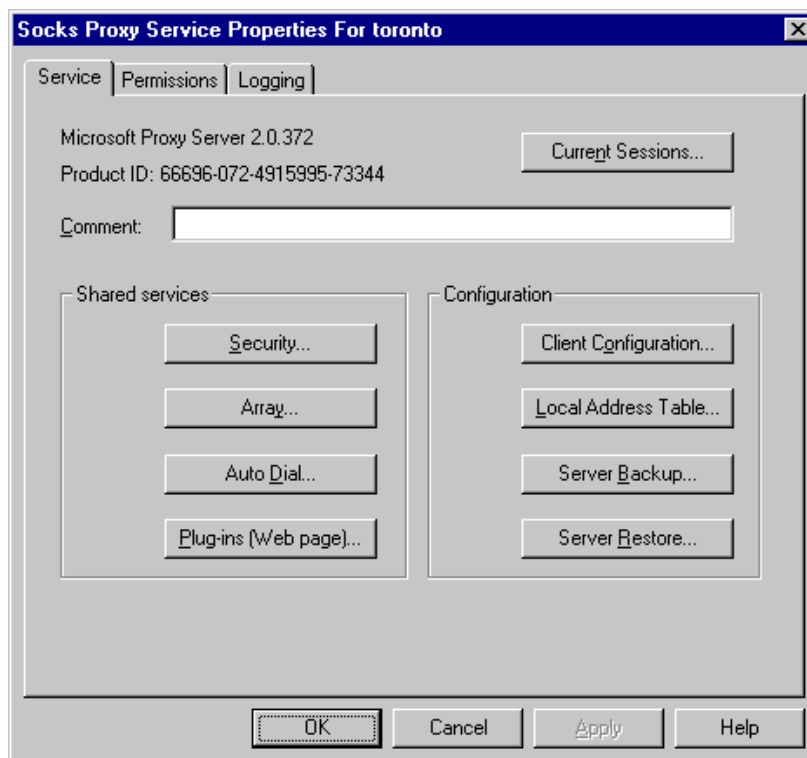 Socks Proxy Service Properties For toronto
Service Permissions Logging
Microsoft Proxy Server 2.0.372
Current Sessions...
Product ID: 66696-072-4915995-73344
Comment:
Shared services
Security...
Array...
Auto Dial...
Plug-ins (Web page)...
Configuration
Client Configuration...
Local Address Table...
Server Backup...
Server Restore...
OK Cancel Apply Help